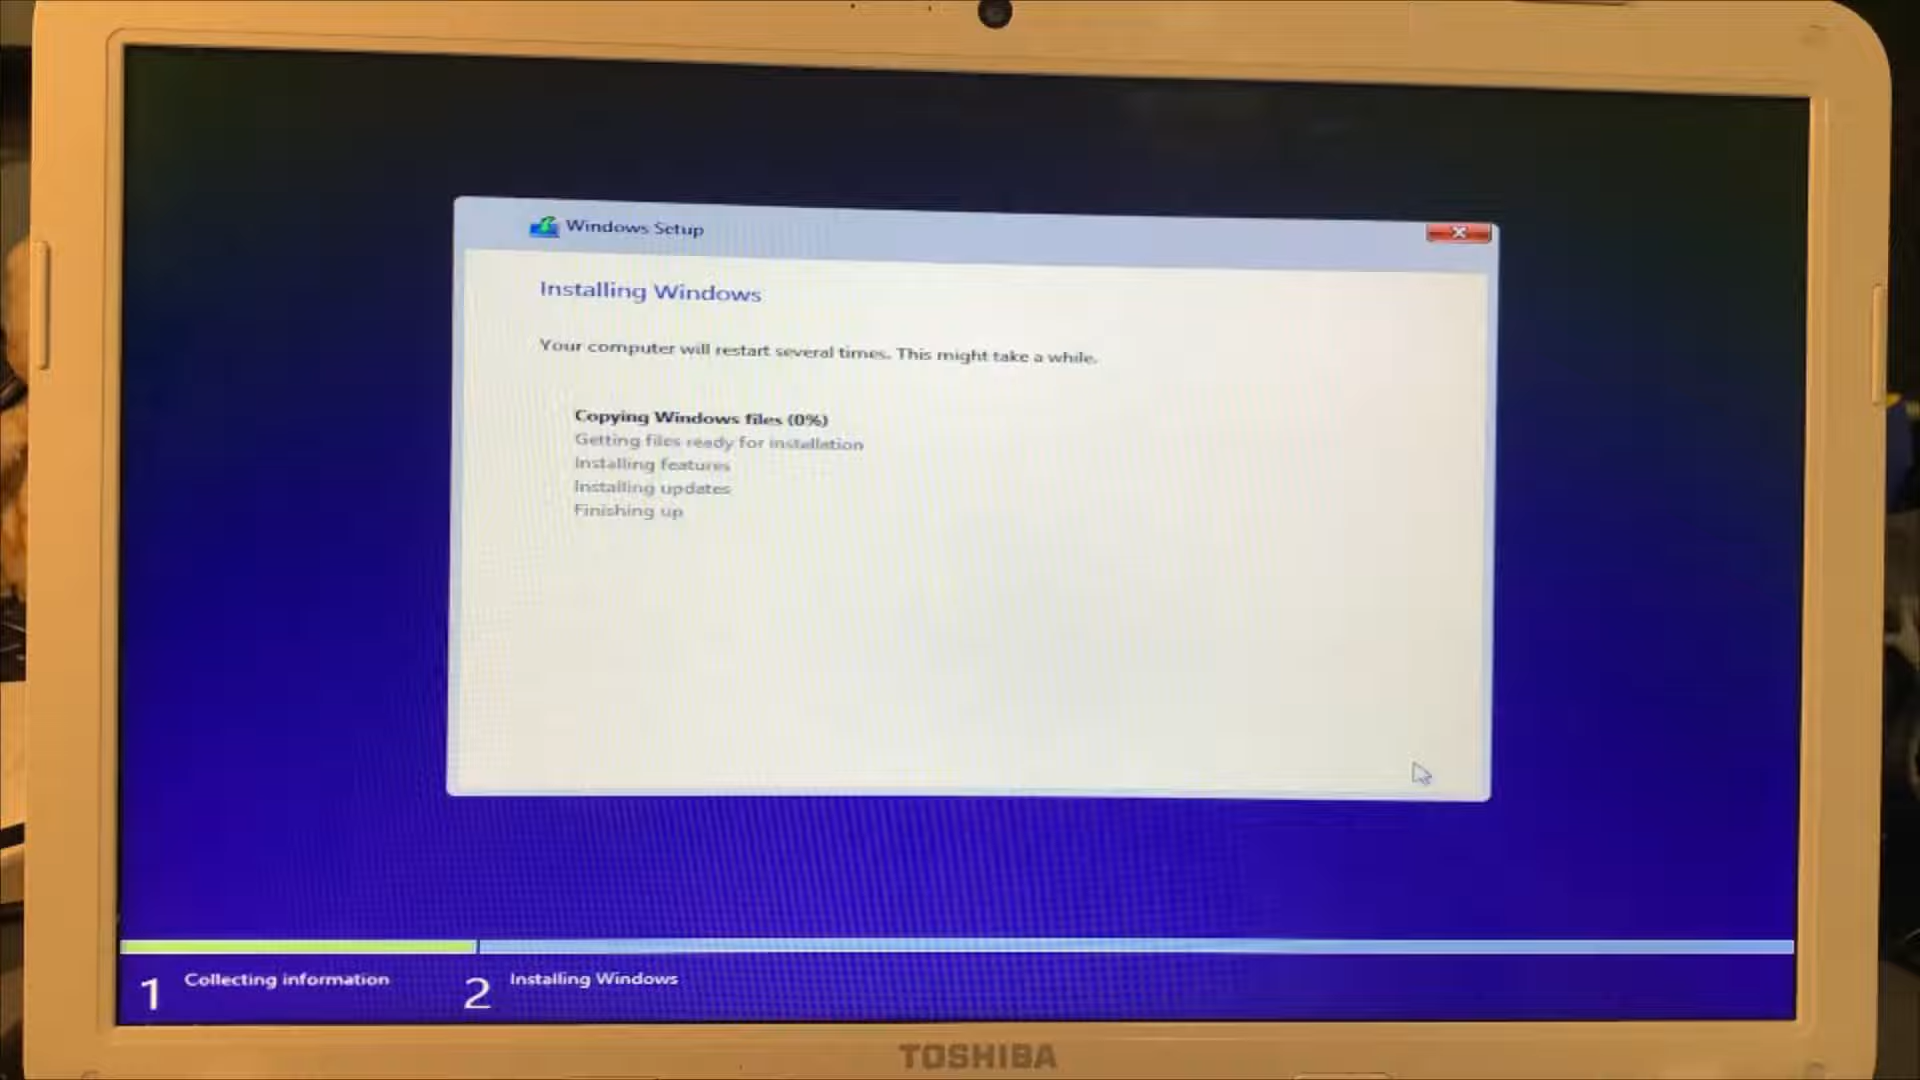 Windows Setup
Installing Windows
Your computer will restart several times. This might take a while.
Copying Windows files (0%)
Getting files ready for installation
Installing features
Installing updates
Finishing up
1 Collecting information
2 Installing Windows
TOSHIBA